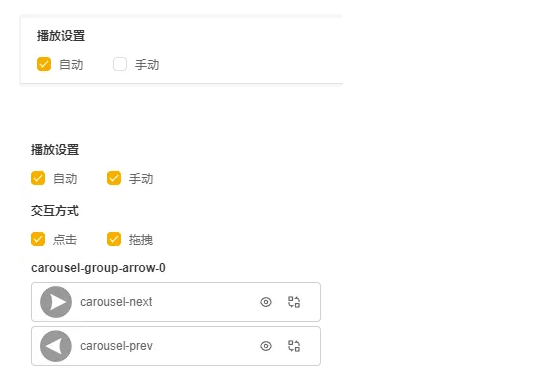 播放设置
自动 手动
播放设置
自动 手动
交互方式
点击 拖拽
carousel-group-arrow-0
carousel-next
carousel-prev